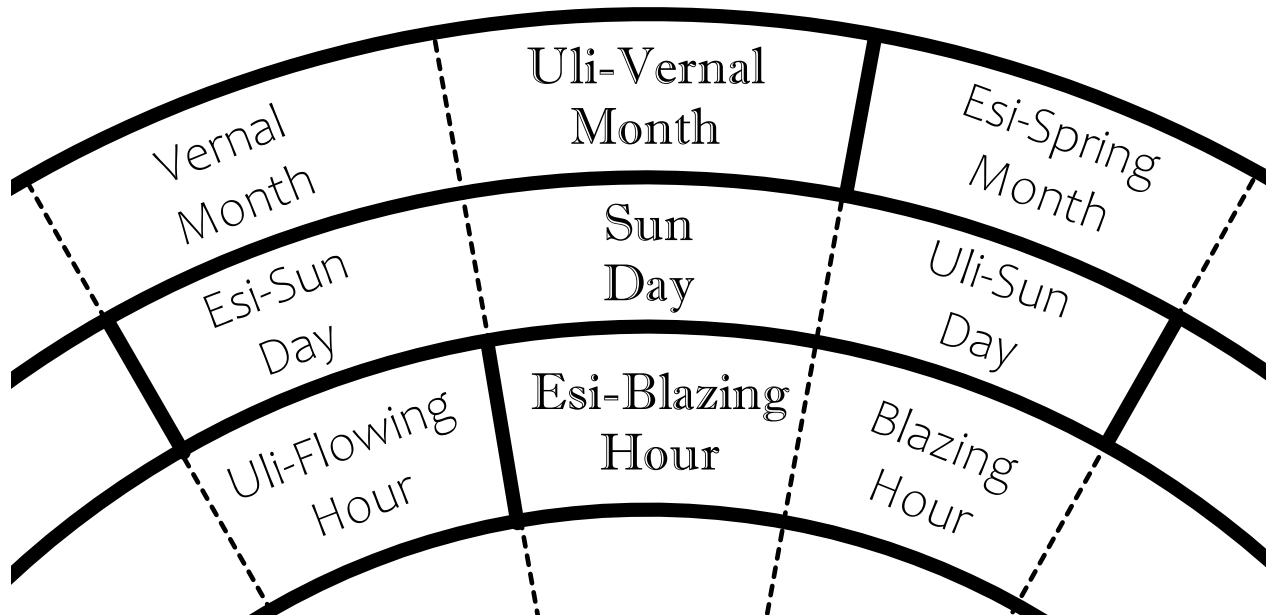 Vernal
Month
Uli-Vernal
Month
Esi-Spring
Month
Esi-Sun
Day
Sun
Day
Uli-Sun
Day
Uli-Flowing
Hour
Esi-Blazing
Hour
Blazing
Hour